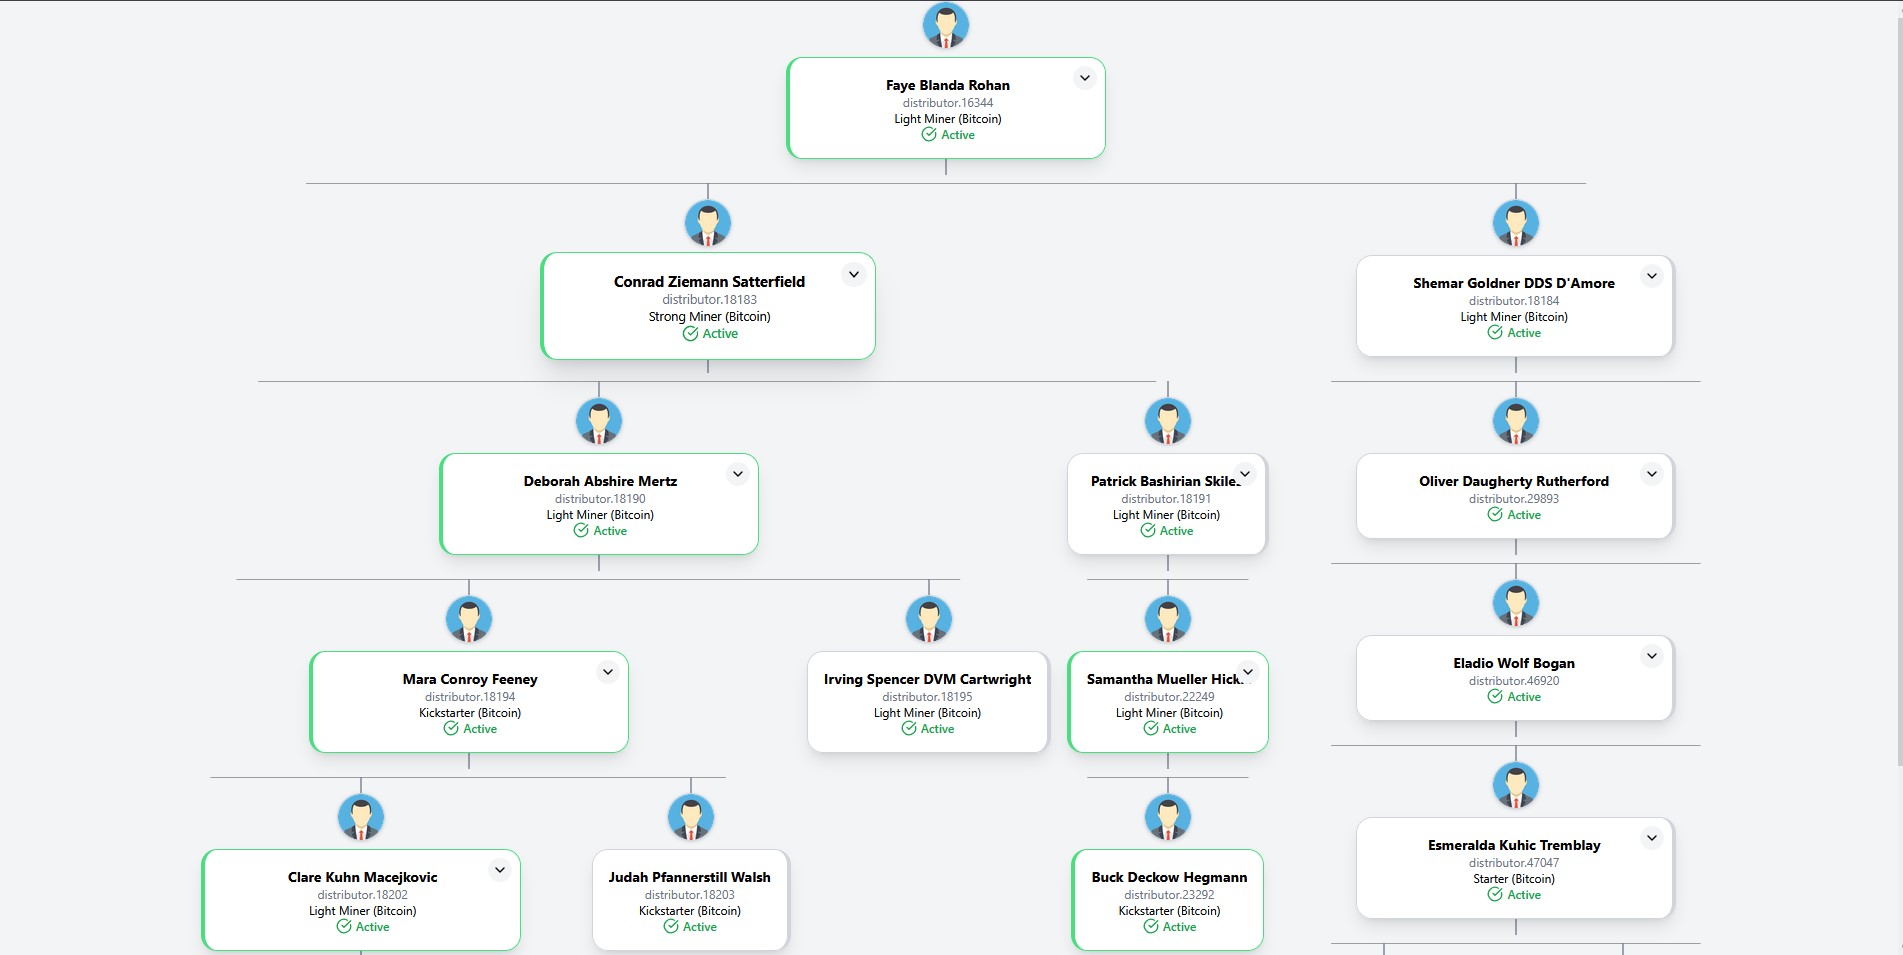 Faye Blanda Rohan
distributor.16344
Light Miner (Bitcoin)
Active
Conrad Ziemann Satterfield
distributor.18183
Strong Miner (Bitcoin)
Active
Shemar Goldner DDS D'Amore
distributor.18184
Light Miner (Bitcoin)
Active
Deborah Abshire Mertz
distributor.18190
Light Miner (Bitcoin)
Active
Patrick Bashirian
distributor.18191
Light Miner (Bitcoin)
Active
Oliver Daugherty Rutherford
distributor.29893
Active
Mara Conroy Feeney
distributor.18194
Kickstarter (Bitcoin)
Active
Irving Spencer DVM Cartwright
distributor.18195
Light Miner (Bitcoin)
Active
Samantha Mueller
distributor.22249
Light Miner (Bitcoin)
Active
Eladio Wolf Bogan
distributor.46920
Active
Clare Kuhn Macejkovic
distributor.18202
Light Miner (Bitcoin)
Active
Judah Pfannerstill Walsh
distributor.18203
Kickstarter (Bitcoin)
Active
Buck Deckow Hegmann
distributor.23292
Kickstarter (Bitcoin)
Active
Esmeralda Kuhic Tremblay
distributor.47047
Starter (Bitcoin)
Active